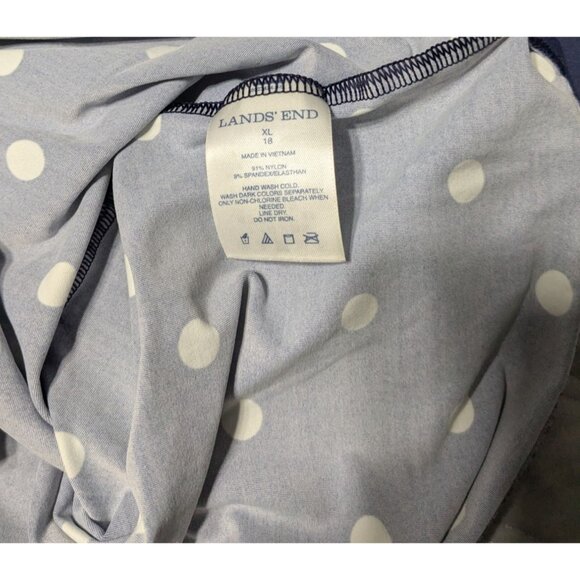 LANDS' END
XL
18
MADE IN VIETNAM
91% NYLON
9% SPANDEX/ELASTHAN
HAND WASH COLD.
WASH DARK COLORS SEPARATELY.
ONLY NON-CHLORINE BLEACH WHEN
NEEDED.
LINE DRY.
DO NOT IRON.